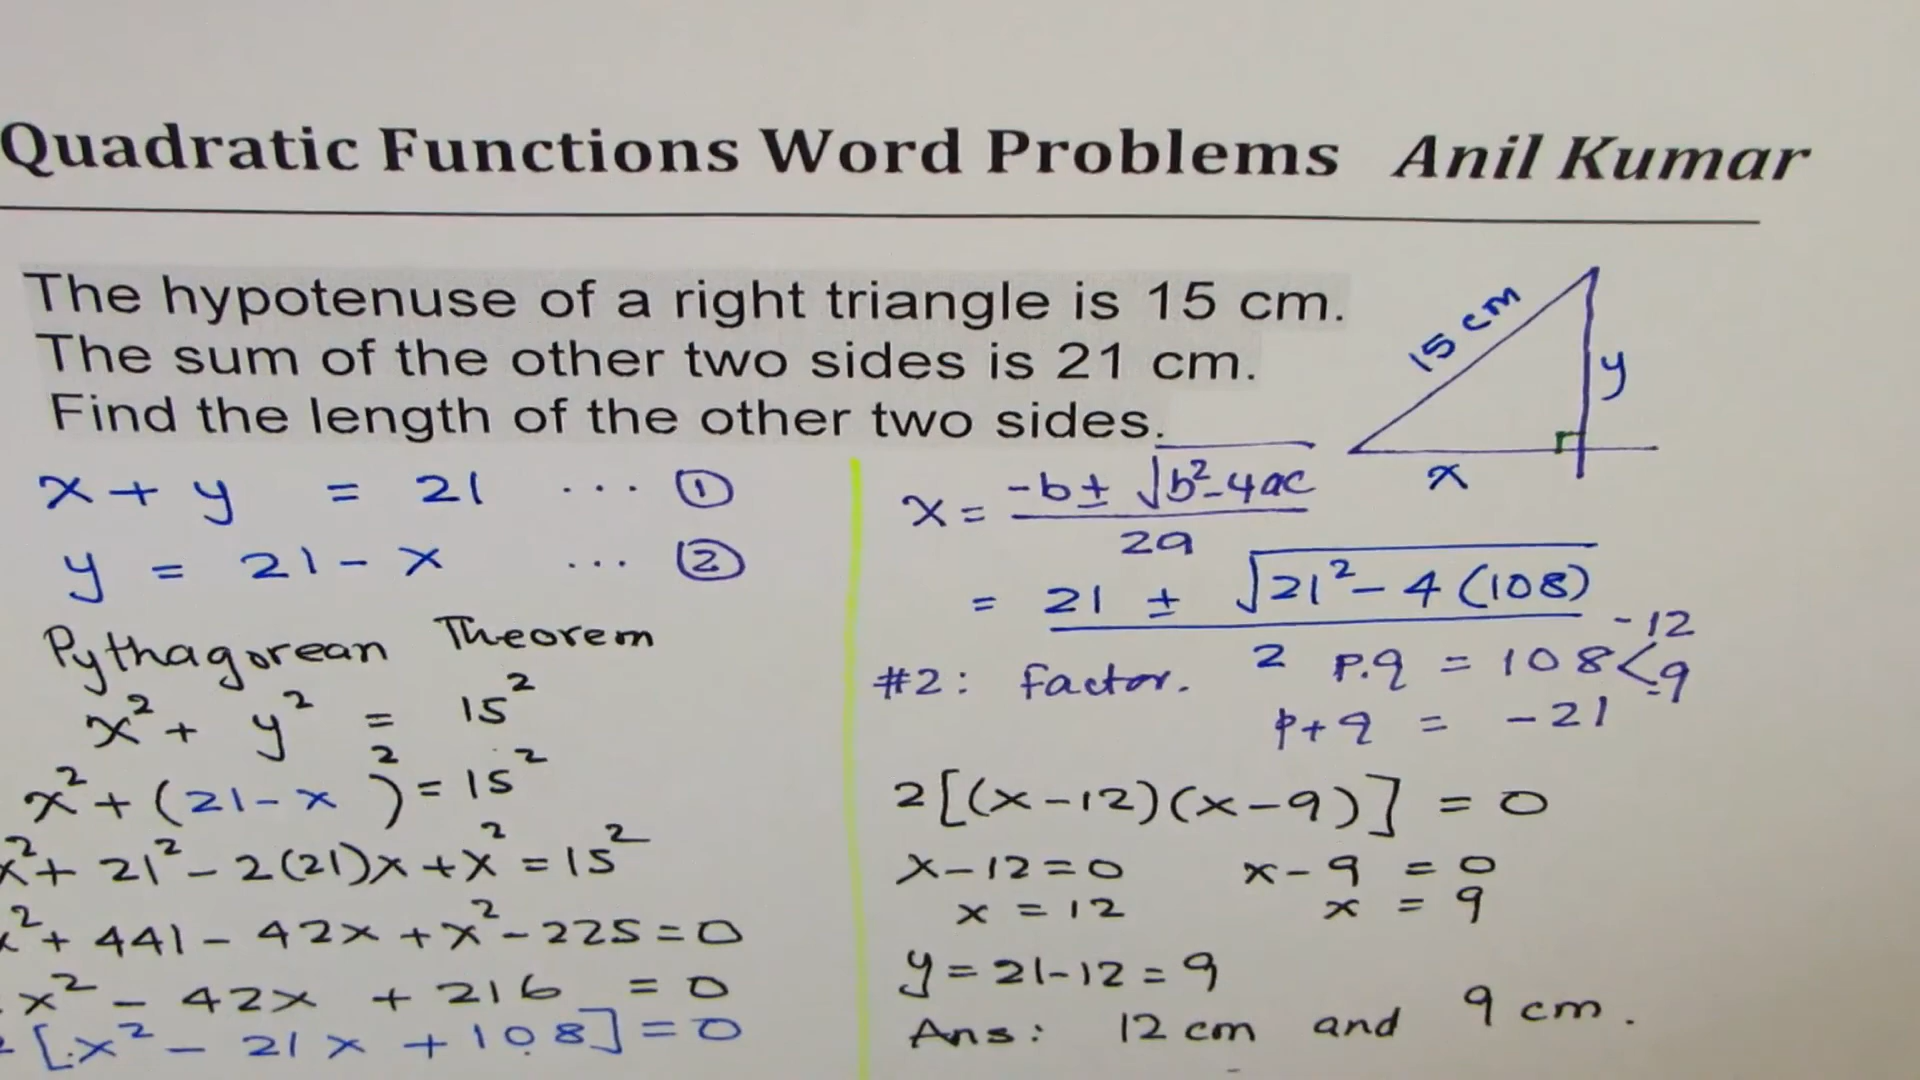 Quadratic Functions Word Problems Anil Kumar
The hypotenuse of a right triangle is 15 cm.
The sum of the other two sides is 21 cm.
Find the length of the other two sides.
15 cm
y
x
x + y = 21 ... ①
y = 21 - x ... ②
Pythagorean Theorem
x² + y² = 15²
x² + (21 - x)² = 15²
x² + 21² - 2(21)x + x² = 15²
x² + 441 - 42x + x² - 225 = 0
x² - 42x + 216 = 0
[x² - 21x + 108] = 0
x = (-b ± √(b² - 4ac)) / 2a
= (21 ± √(21² - 4(108))) / 2
#2: Factor.
p.q = 108 < -12 -9
p + q = -21
2[(x - 12)(x - 9)] = 0
x - 12 = 0 x - 9 = 0
x = 12 x = 9
y = 21 - 12 = 9
Ans: 12 cm and 9 cm.